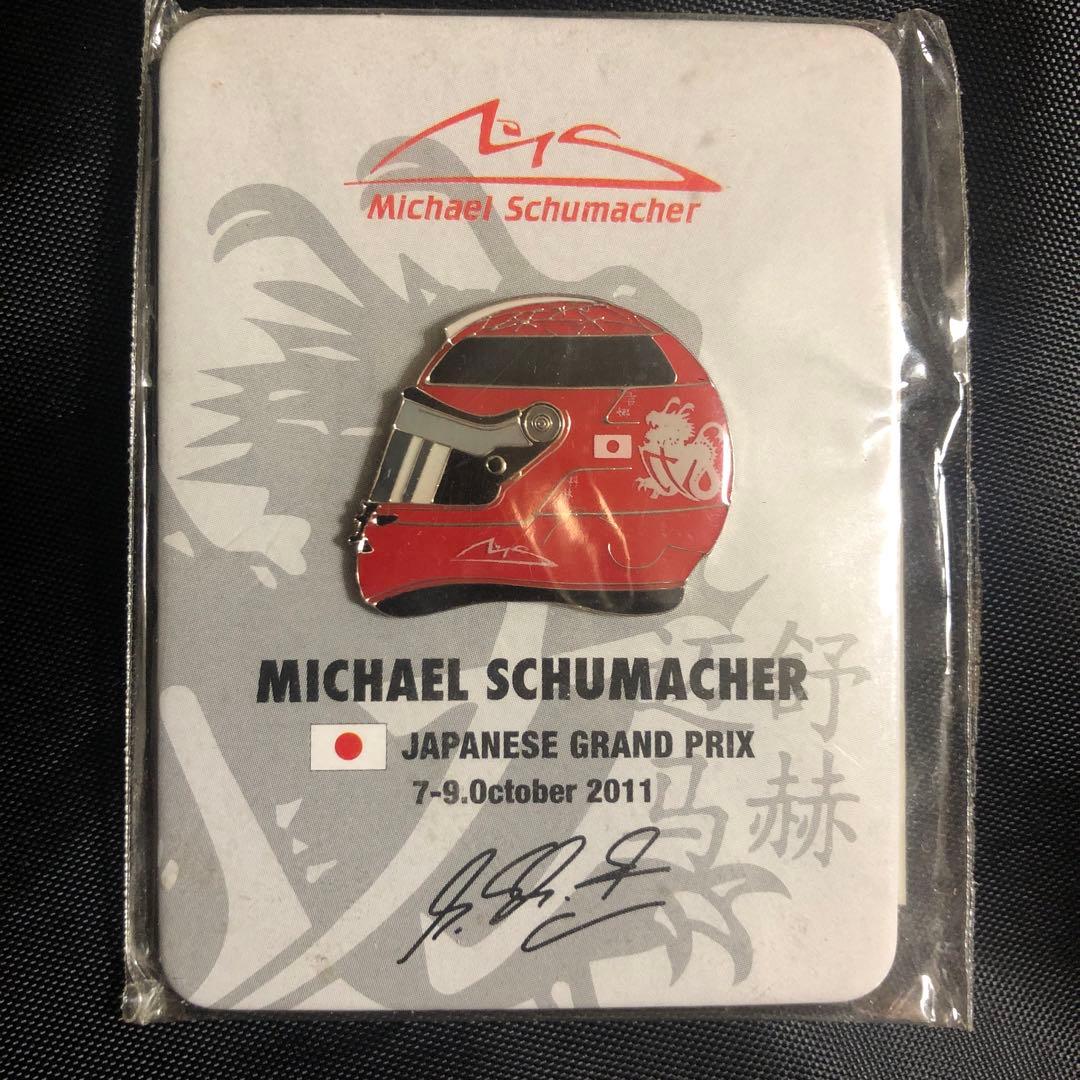 Michael Schumacher
MICHAEL SCHUMACHER
JAPANESE GRAND PRIX
7-9.October 2011
舒
马赫